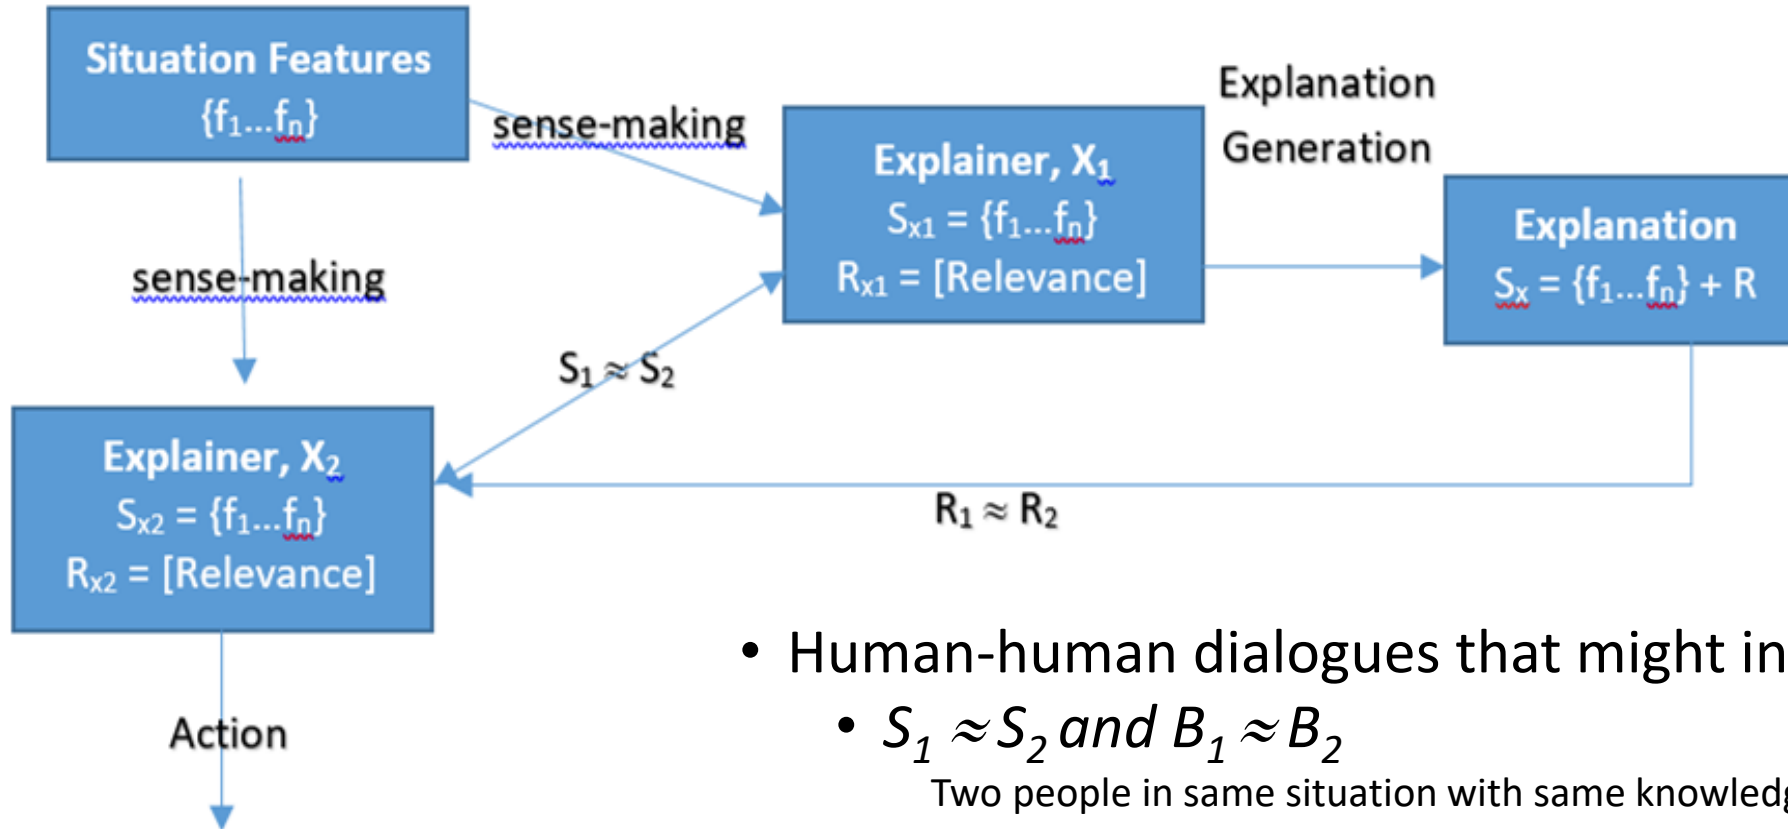 Situation Features
{f₁...fₙ}
sense-making
Explanation
Generation
Explainer, X₁
Sₓ₁ = {f₁...fₙ}
Rₓ₁ = [Relevance]
Explanation
Sₓ = {f₁...fₙ} + R
sense-making
S₁ ≈ S₂
Explainer, X₂
Sₓ₂ = {f₁...fₙ}
Rₓ₂ = [Relevance]
R₁ ≈ R₂
Action
• Human-human dialogues that might in
• S₁ ≈ S₂ and B₁ ≈ B₂
Two people in same situation with same